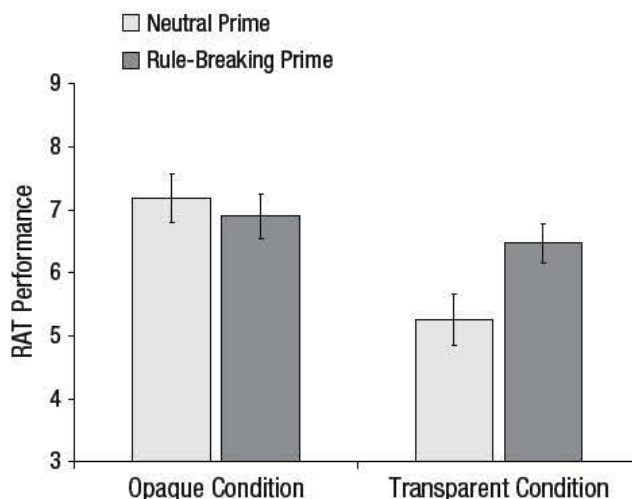 Neutral Prime
Rule-Breaking Prime
9
8
7
6
5
4
3
RAT Performance
Opaque Condition
Transparent Condition